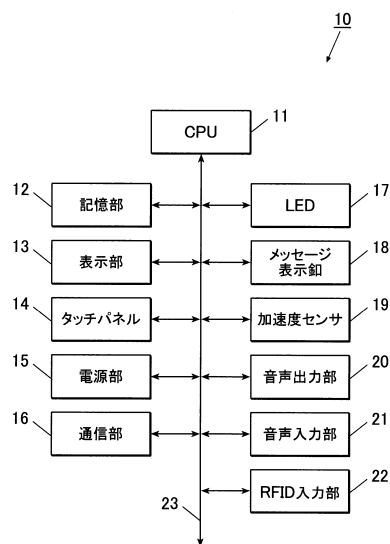 10
11
CPU
12
記憶部
17
LED
13
表示部
18
メッセージ
表示釦
14
タッチパネル
19
加速度センサ
15
電源部
20
音声出力部
16
通信部
21
音声入力部
22
RFID入力部
23